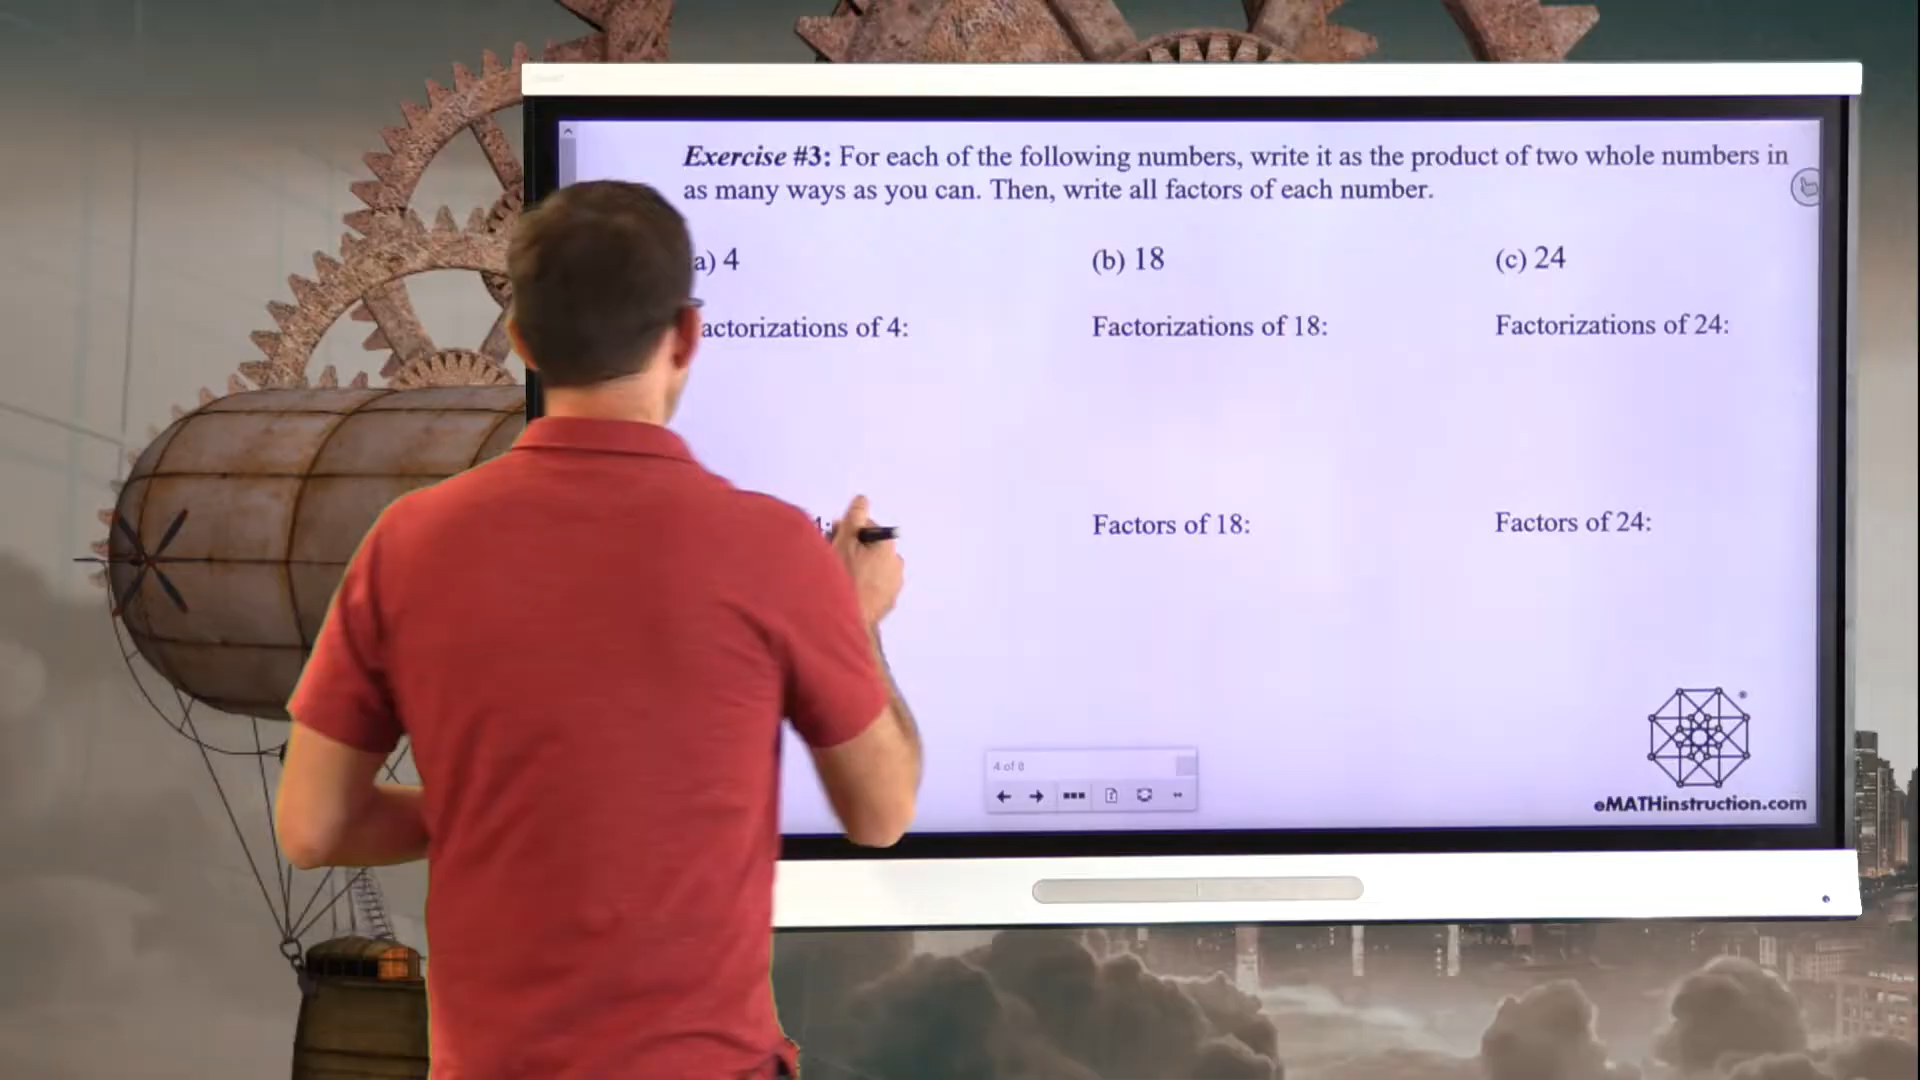 Exercise #3: For each of the following numbers, write it as the product of two whole numbers in
as many ways as you can. Then, write all factors of each number.
a) 4
(b) 18
(c) 24
actorizations of 4:
Factorizations of 18:
Factorizations of 24:
4:
Factors of 18:
Factors of 24:
4 of 8
eMATHinstruction.com